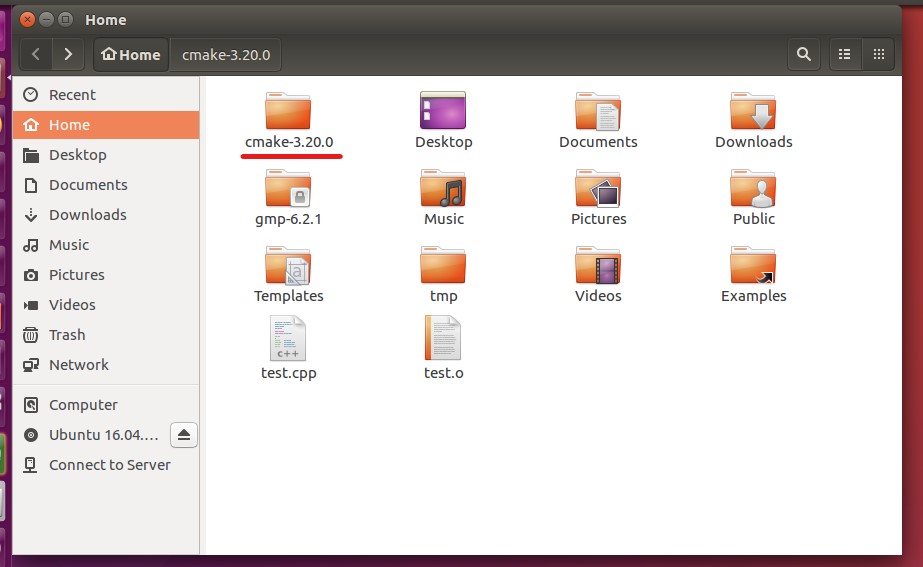 Home
Home
cmake-3.20.0
Recent
Home
Desktop
Documents
Downloads
Music
Pictures
Videos
Trash
Network
Computer
Ubuntu 16.04....
Connect to Server
cmake-3.20.0
Desktop
Documents
Downloads
gmp-6.2.1
Music
Pictures
Public
a
Templates
tmp
Videos
Examples
c++
test.cpp
test.o